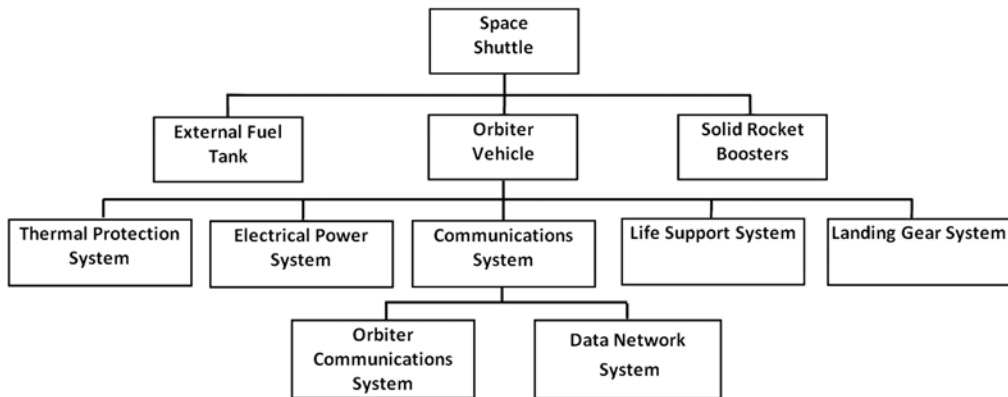 Space
Shuttle
External Fuel
Tank
Orbiter
Vehicle
Solid Rocket
Boosters
Thermal Protection
System
Electrical Power
System
Communications
System
Life Support System
Landing Gear System
Orbiter
Communications
System
Data Network
System